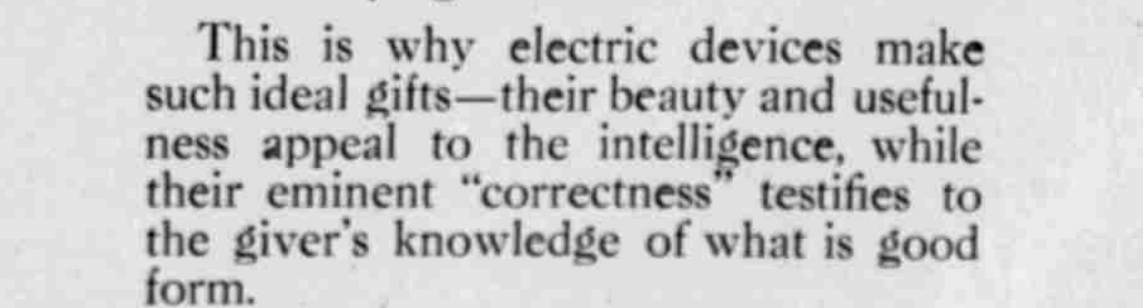 This is why electric devices make
such ideal gifts—their beauty and useful-
ness appeal to the intelligence, while
their eminent “correctness” testifies to
the giver's knowledge of what is good
form.